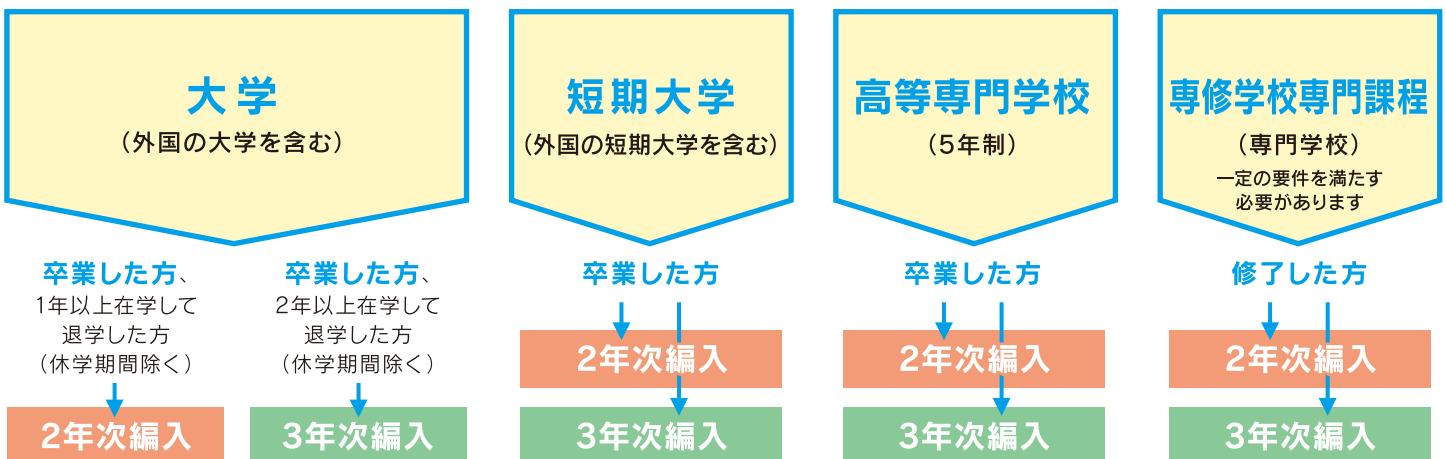 大学
（外国の大学を含む）
卒業した方、
1年以上在学して
退学した方
（休学期間除く）
2年次編入
卒業した方、
2年以上在学して
退学した方
（休学期間除く）
3年次編入
短期大学
（外国の短期大学を含む）
卒業した方
2年次編入
3年次編入
高等専門学校
（5年制）
卒業した方
2年次編入
3年次編入
専修学校専門課程
（専門学校）
一定の要件を満たす
必要があります
修了した方
2年次編入
3年次編入